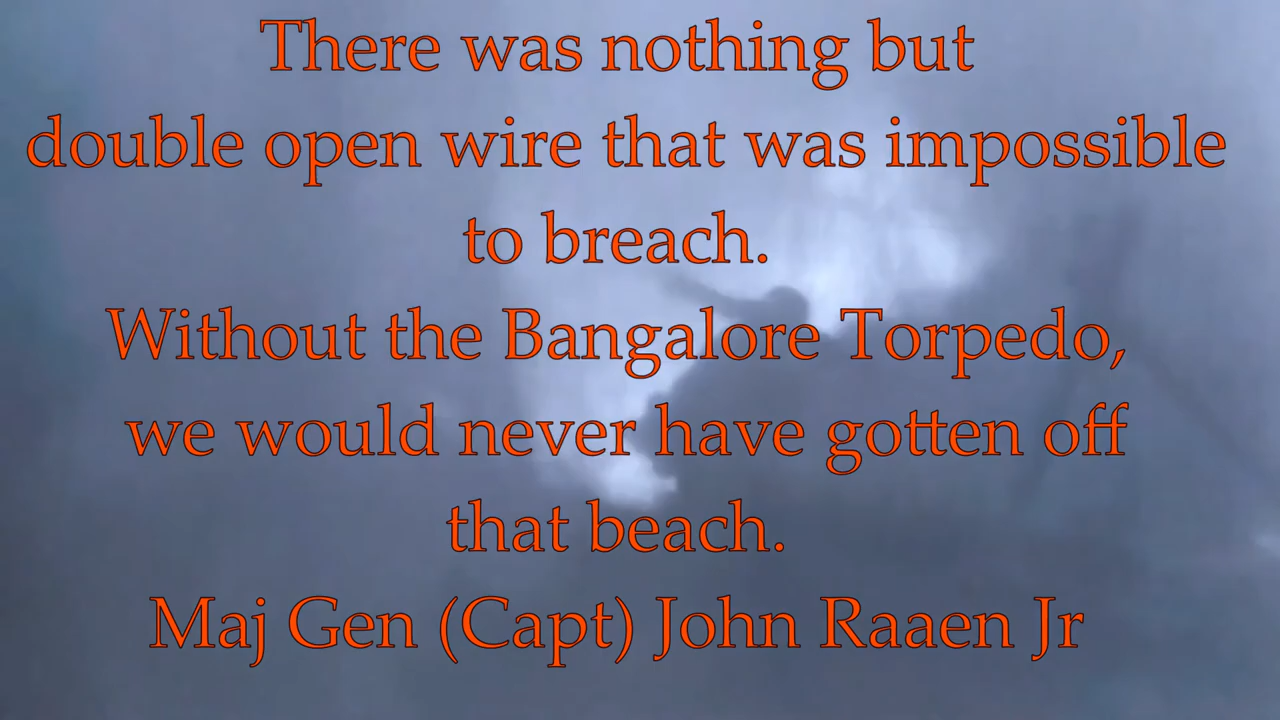 There was nothing but
double open wire that was impossible
to breach.
Without the Bangalore Torpedo,
we would never have gotten off
that beach.
Maj Gen (Capt) John Raaen Jr